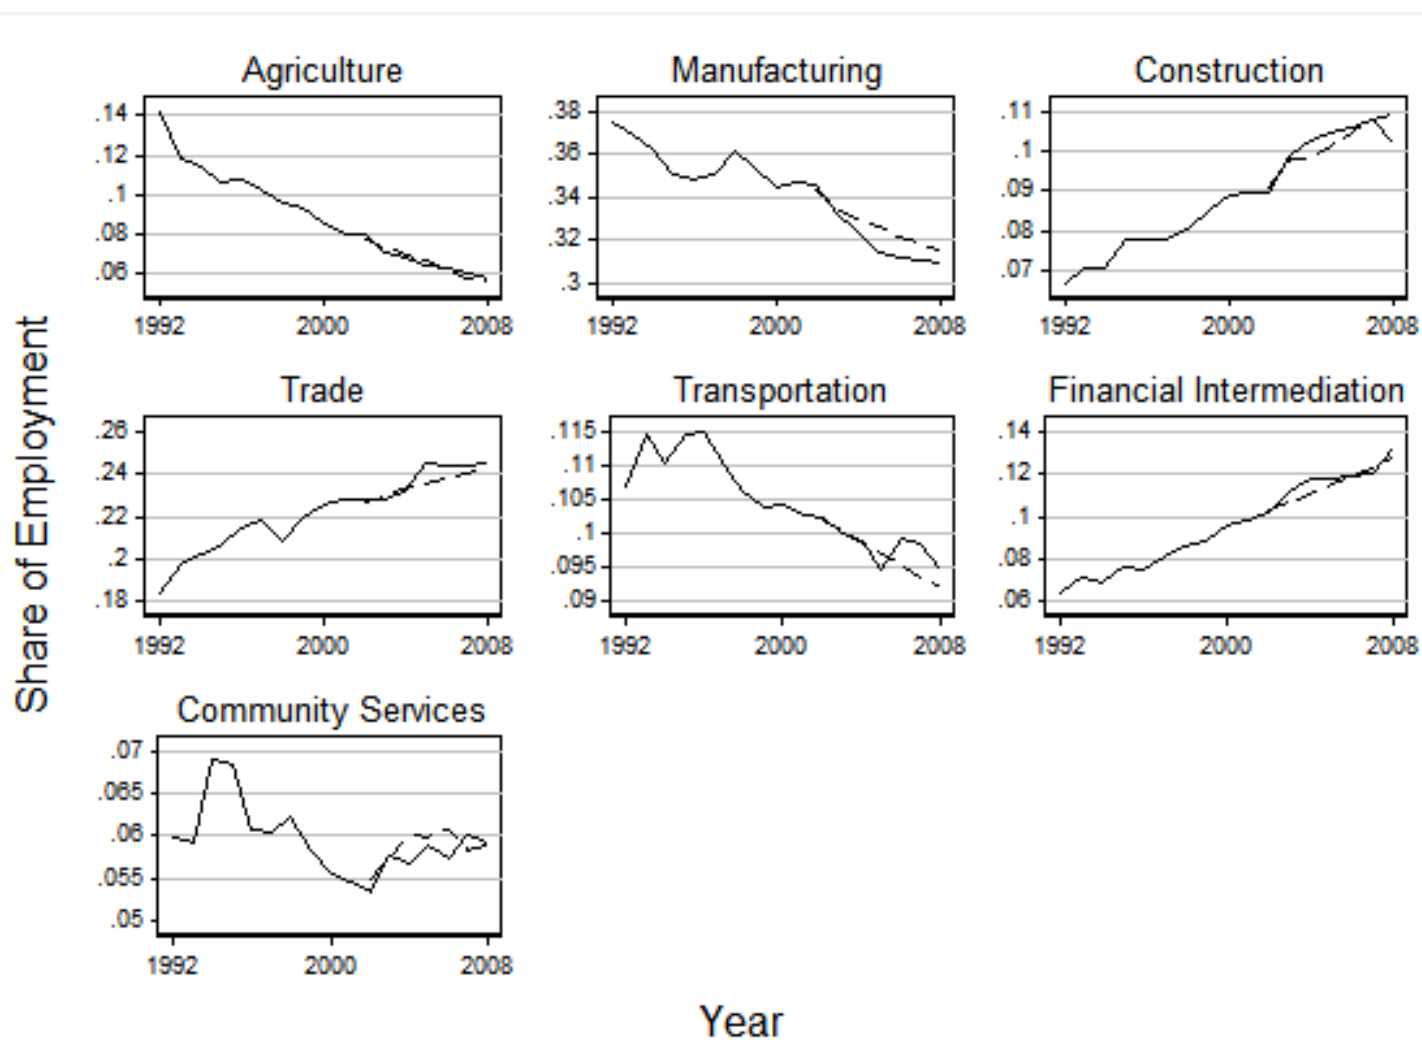 Agriculture
.14
.12
.1
.08
.06
1992 2000 2008
Manufacturing
.38
.36
.34
.32
.3
1992 2000 2008
Construction
.11
.1
.09
.08
.07
1992 2000 2008
Trade
.26
.24
.22
.2
.18
1992 2000 2008
Transportation
.115
.11
.105
.1
.095
.09
1992 2000 2008
Financial Intermediation
.14
.12
.1
.08
.06
1992 2000 2008
Community Services
.07
.065
.06
.055
.05
1992 2000 2008
Share of Employment
Year